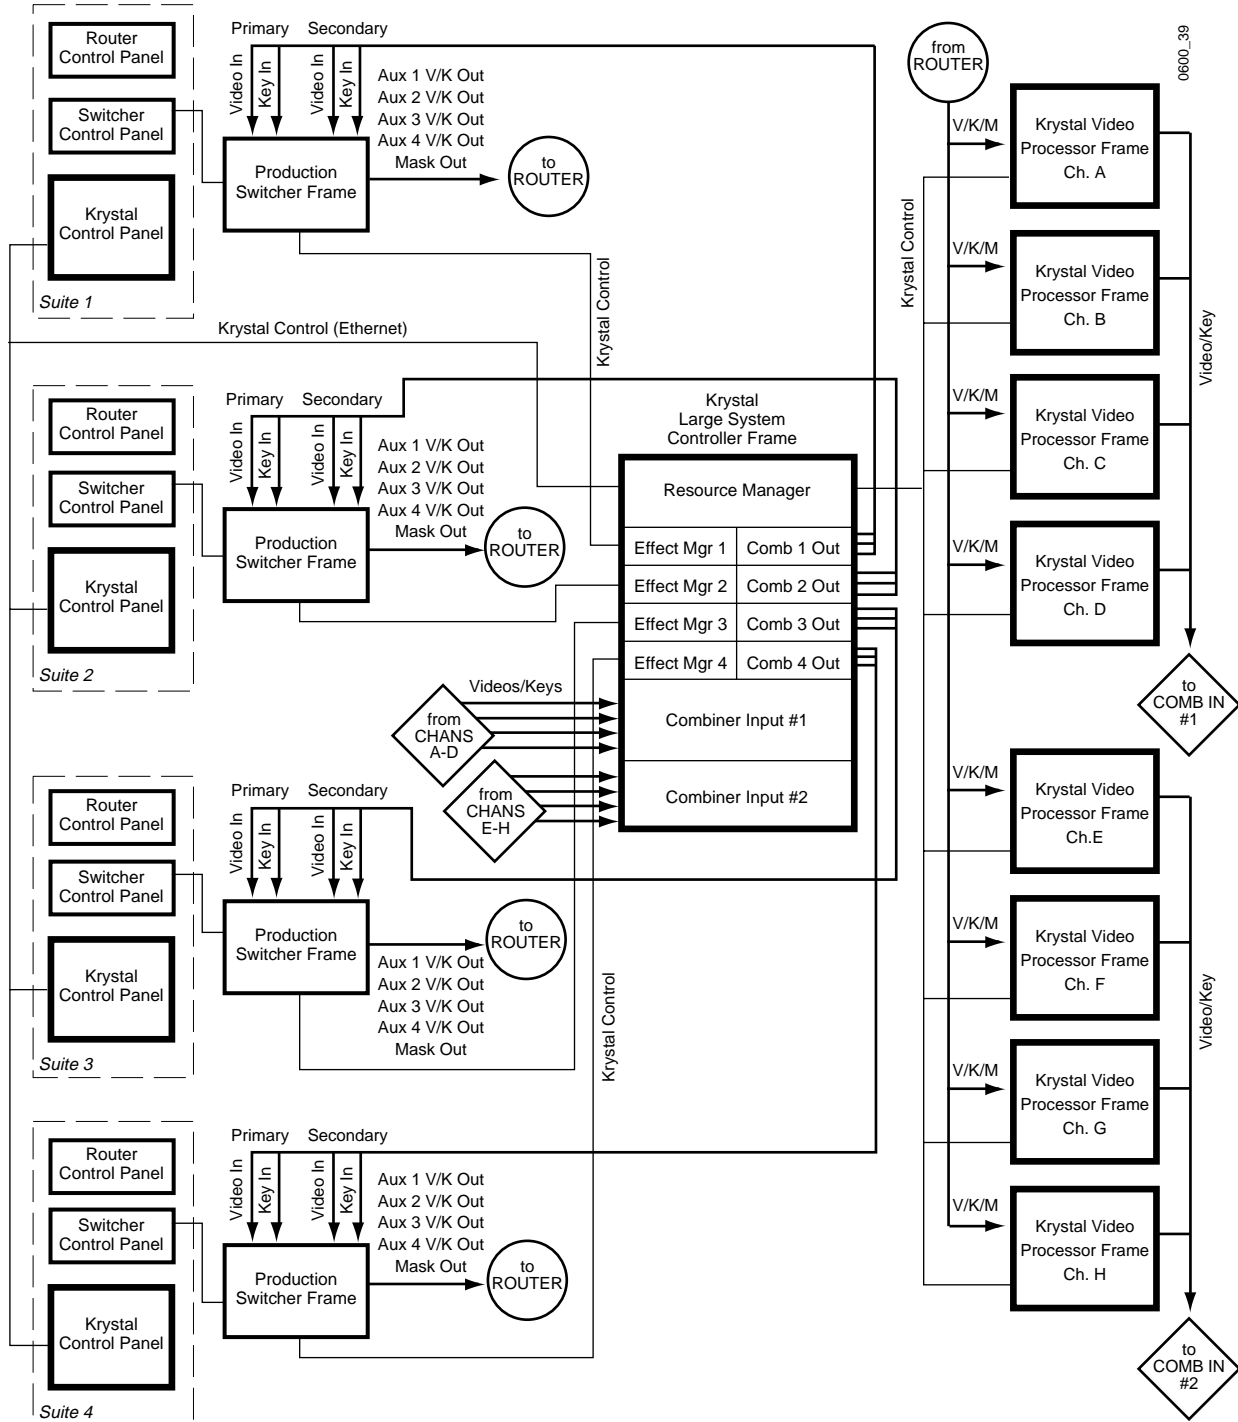 Router
Control Panel
Switcher
Control Panel
Krystal
Control Panel
Suite 1
Primary
Secondary
Video In
Key In
Video In
Key In
Aux 1 V/K Out
Aux 2 V/K Out
Aux 3 V/K Out
Aux 4 V/K Out
Mask Out
Production
Switcher Frame
to
ROUTER
Krystal Control (Ethernet)
Krystal Control
Router
Control Panel
Switcher
Control Panel
Krystal
Control Panel
Suite 2
Primary
Secondary
Video In
Key In
Video In
Key In
Aux 1 V/K Out
Aux 2 V/K Out
Aux 3 V/K Out
Aux 4 V/K Out
Mask Out
Production
Switcher Frame
to
ROUTER
Krystal
Large System
Controller Frame
Resource Manager
Effect Mgr 1
Comb 1 Out
Effect Mgr 2
Comb 2 Out
Effect Mgr 3
Comb 3 Out
Effect Mgr 4
Comb 4 Out
Combiner Input #1
Combiner Input #2
Videos/Keys
from
CHANS
A-D
from
CHANS
E-H
Router
Control Panel
Switcher
Control Panel
Krystal
Control Panel
Suite 3
Primary
Secondary
Video In
Key In
Video In
Key In
Production
Switcher Frame
to
ROUTER
Aux 1 V/K Out
Aux 2 V/K Out
Aux 3 V/K Out
Aux 4 V/K Out
Mask Out
Krystal Control
Router
Control Panel
Switcher
Control Panel
Krystal
Control Panel
Suite 4
Primary
Secondary
Video In
Key In
Video In
Key In
Aux 1 V/K Out
Aux 2 V/K Out
Aux 3 V/K Out
Aux 4 V/K Out
Mask Out
Production
Switcher Frame
to
ROUTER
from
ROUTER
0600_39
Krystal Control
V/K/M
Krystal Video
Processor Frame
Ch. A
V/K/M
Krystal Video
Processor Frame
Ch. B
Video/Key
V/K/M
Krystal Video
Processor Frame
Ch. C
V/K/M
Krystal Video
Processor Frame
Ch. D
to
COMB IN
#1
V/K/M
Krystal Video
Processor Frame
Ch.E
V/K/M
Krystal Video
Processor Frame
Ch. F
Video/Key
V/K/M
Krystal Video
Processor Frame
Ch. G
V/K/M
Krystal Video
Processor Frame
Ch. H
to
COMB IN
#2